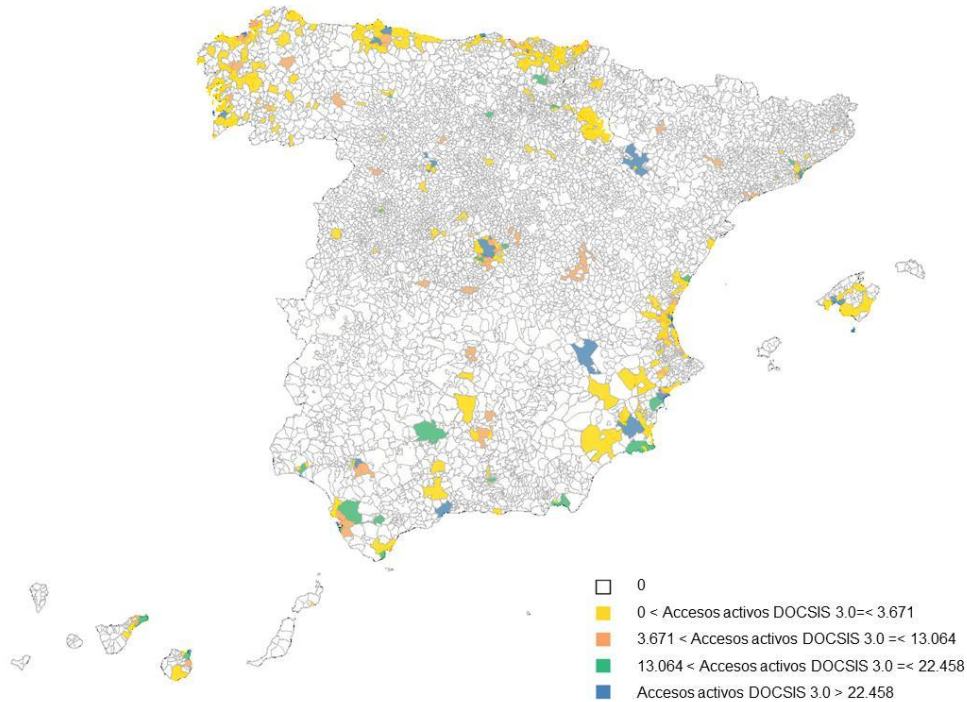 0
0 < Accesos activos DOCSIS 3.0=< 3.671
3.671 < Accesos activos DOCSIS 3.0 =< 13.064
13.064 < Accesos activos DOCSIS 3.0 =< 22.458
Accesos activos DOCSIS 3.0 > 22.458